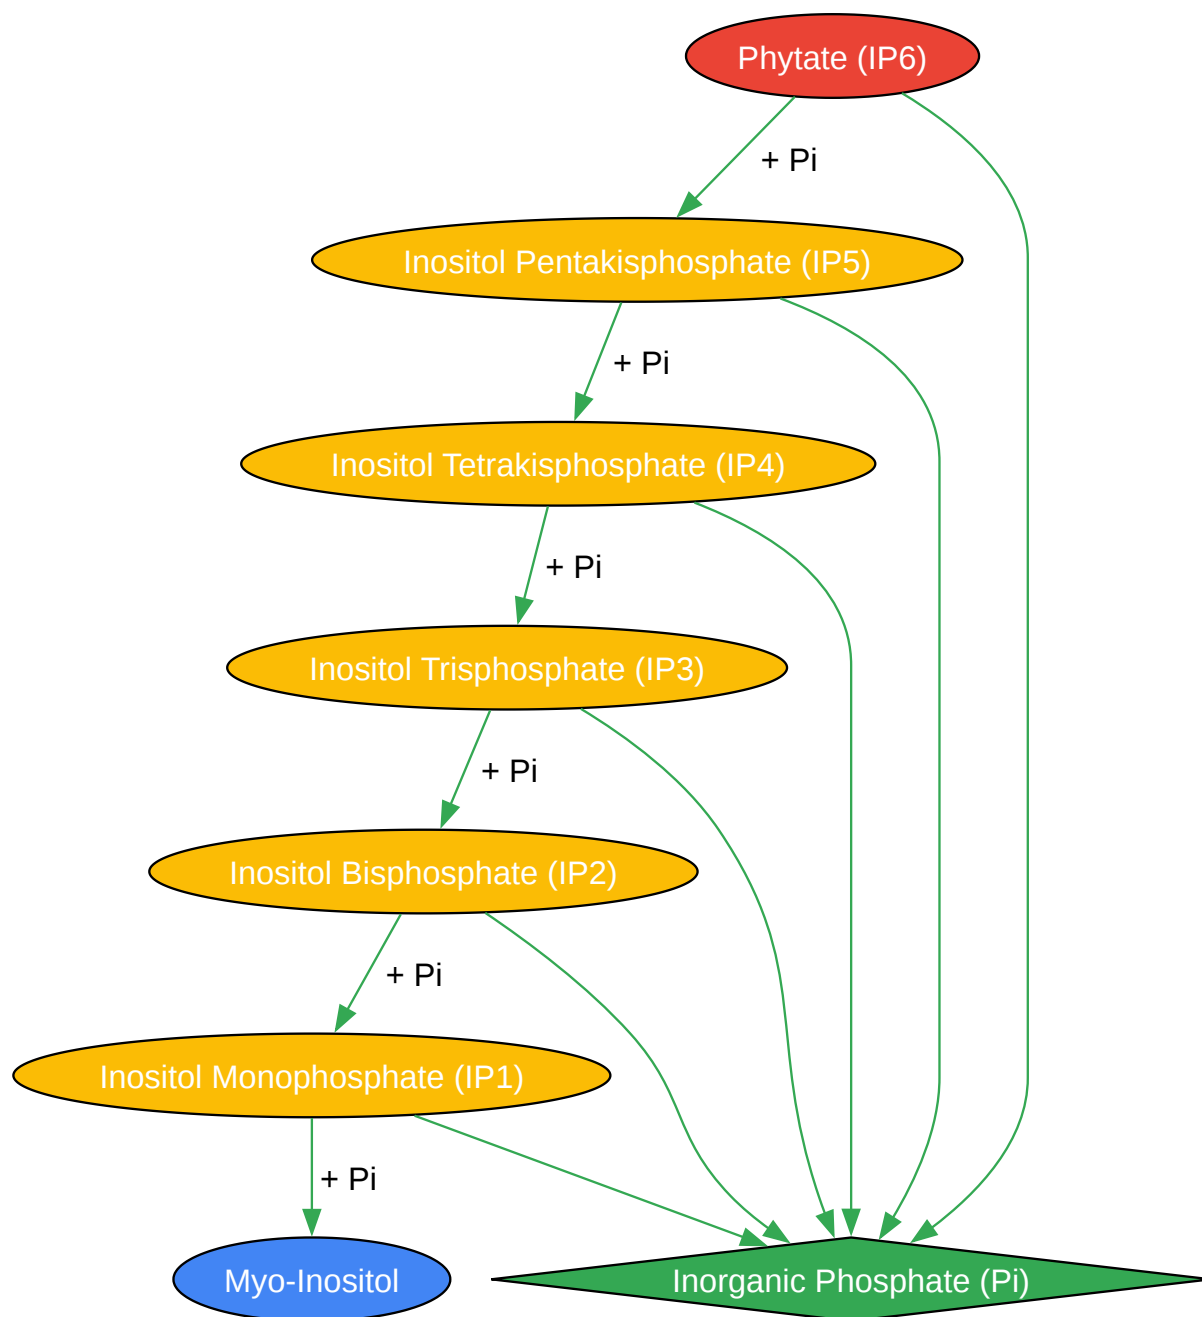 Phytate (IP6)
+ Pi
Inositol Pentakisphosphate (IP5)
+ Pi
Inositol Tetrakisphosphate (IP4)
+ Pi
Inositol Trisphosphate (IP3)
+ Pi
Inositol Bisphosphate (IP2)
+ Pi
Inositol Monophosphate (IP1)
+ Pi
Myo-Inositol
Inorganic Phosphate (Pi)